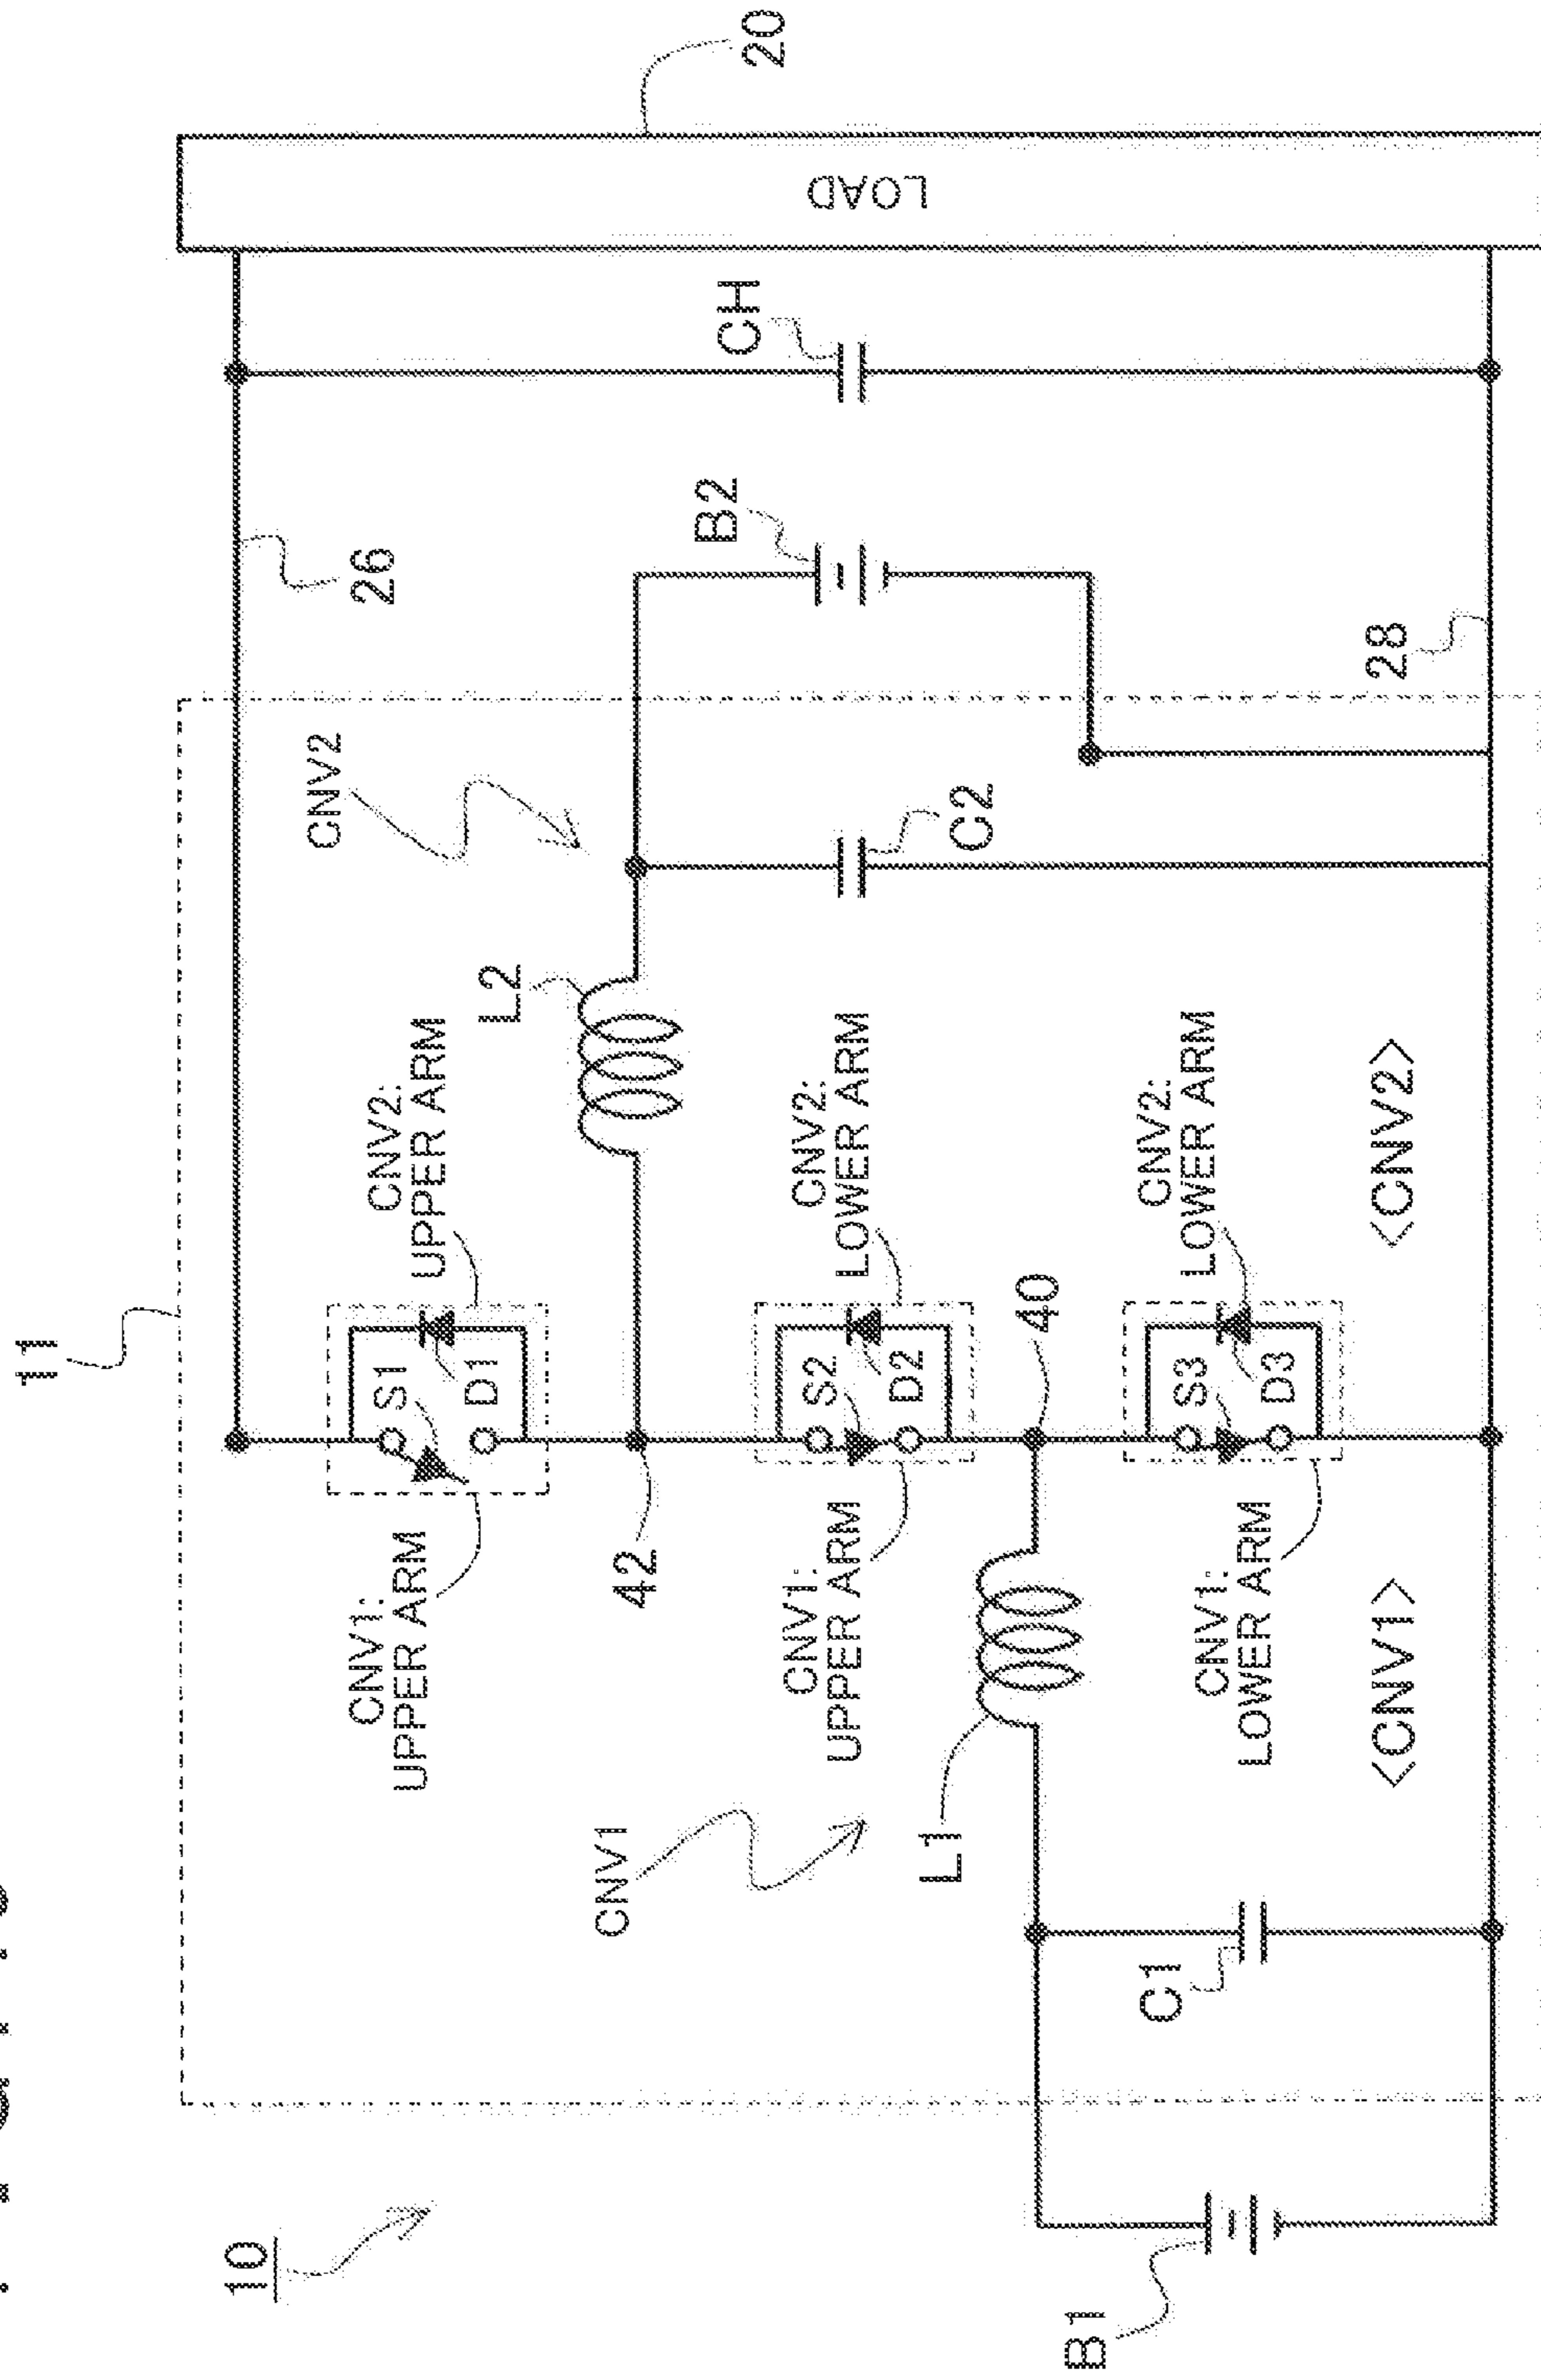 11
10
20
LOAD
26
CH
B2
28
CNV2
C2
L2
CNV2:
UPPER ARM
CNV2:
LOWER ARM
CNV2:
LOWER ARM
<CNV2>
S1
D1
S2
D2
S3
D3
40
42
CNV1:
UPPER ARM
CNV1:
UPPER ARM
CNV1:
LOWER ARM
<CNV1>
CNV1
L1
C1
B1